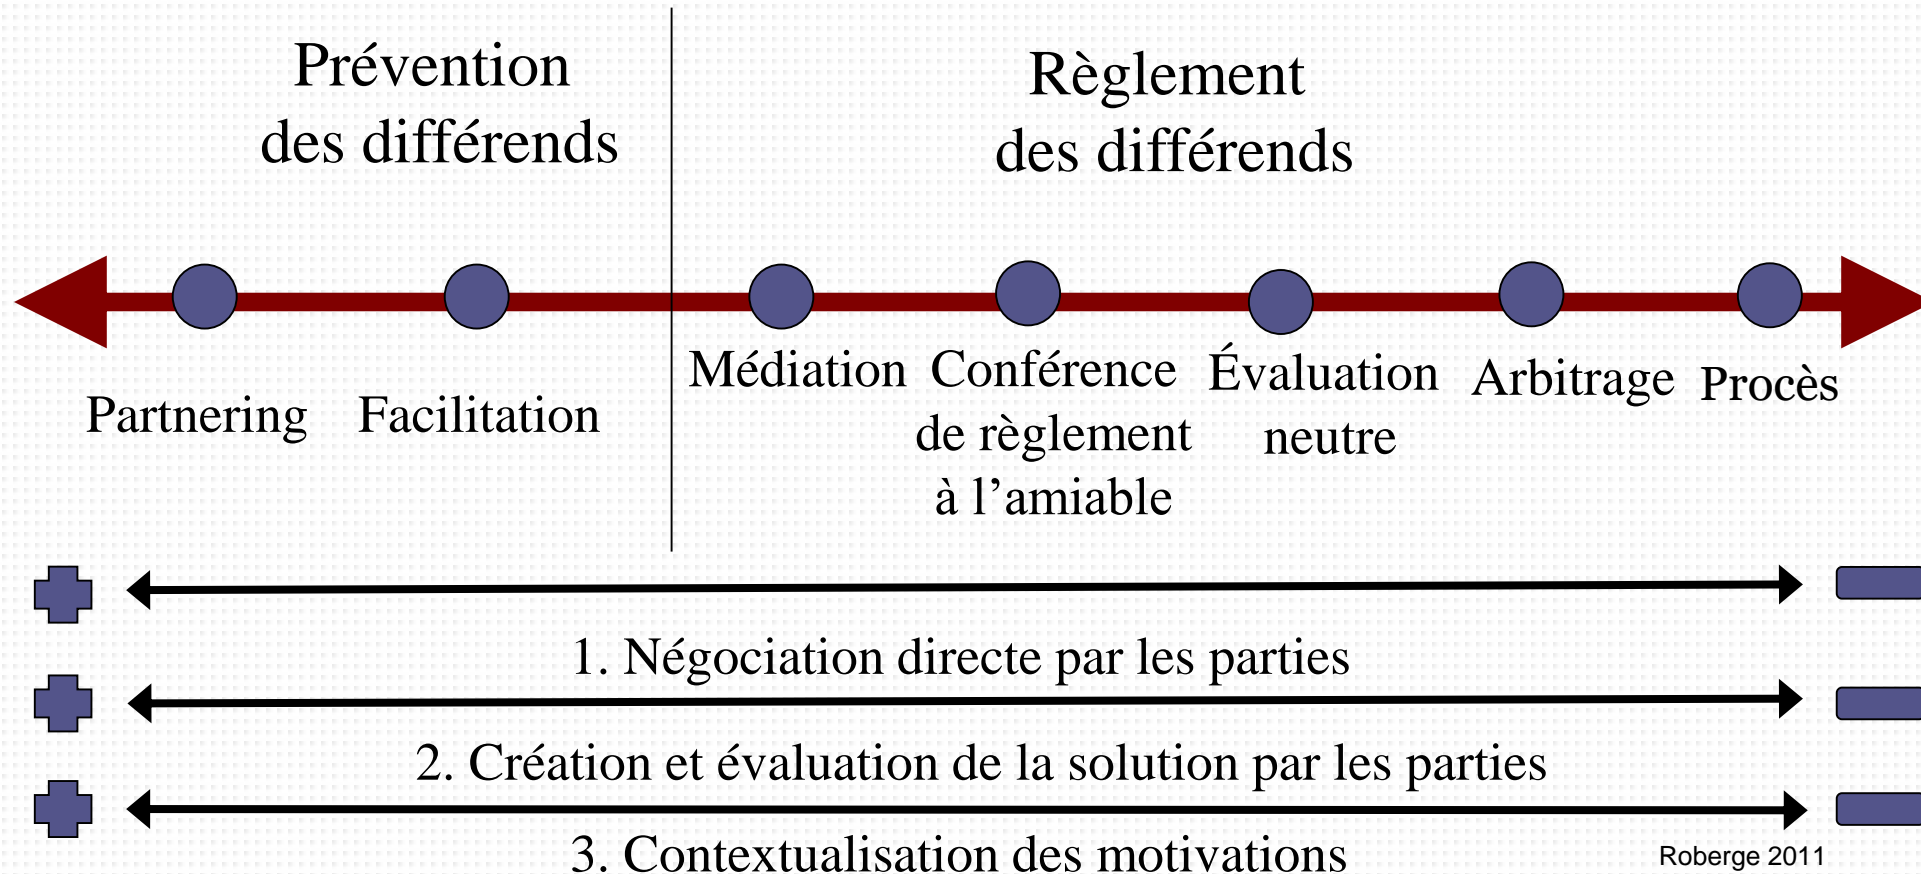 Prévention
des différends
Règlement
des différends
Partnering
Facilitation
Médiation
Conférence
de règlement
à l’amiable
Évaluation
neutre
Arbitrage
Procès
1. Négociation directe par les parties
2. Création et évaluation de la solution par les parties
3. Contextualisation des motivations
Roberge 2011